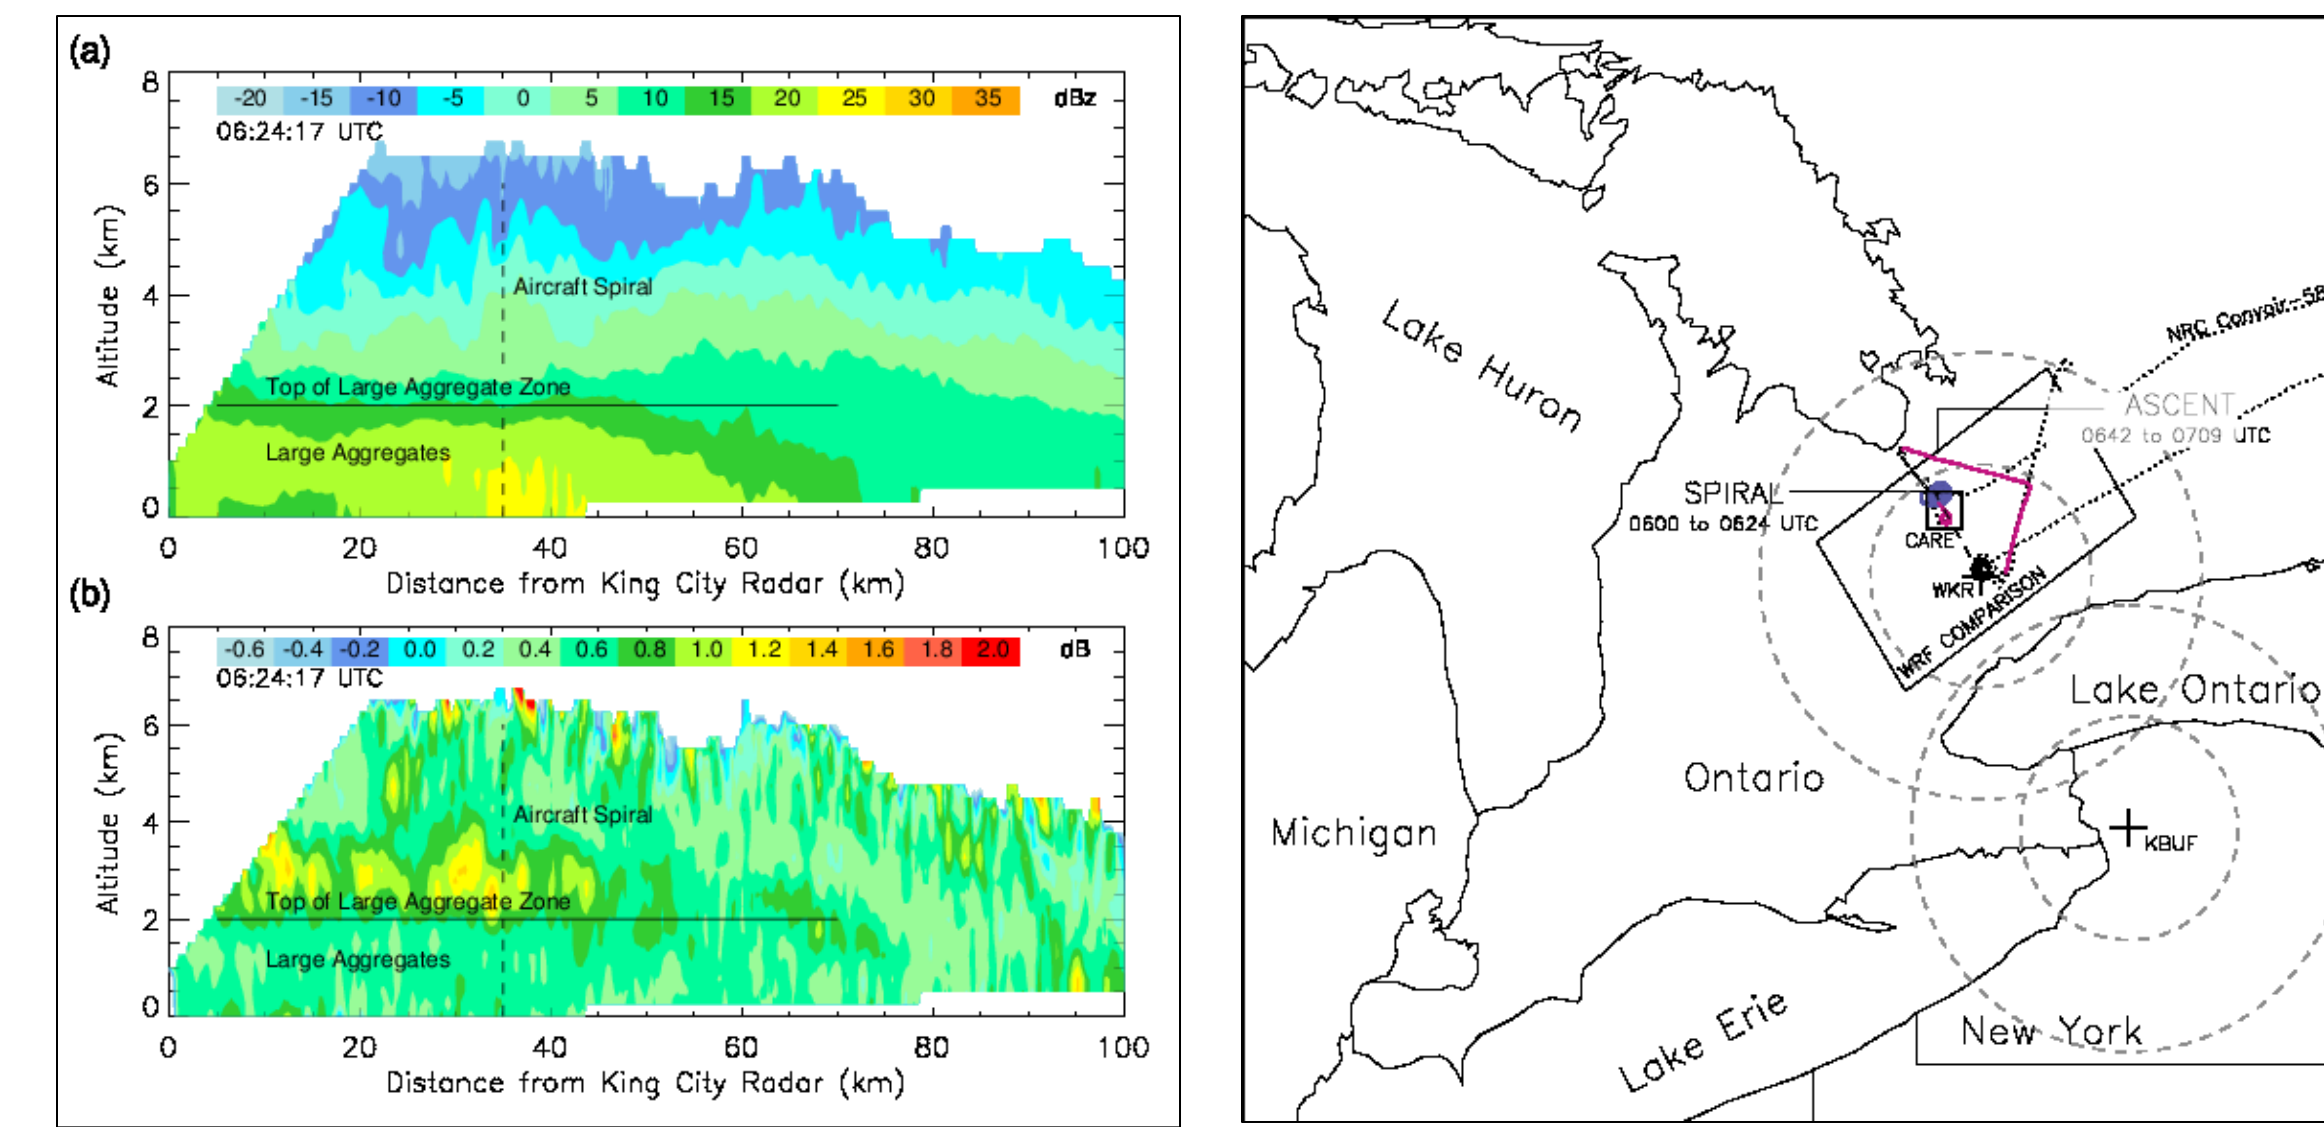 (a)
8
-20 -15 -10 -5 0 5 10 15 20 25 30 35 dBz
06:24:17 UTC
6
Altitude (km)
Aircraft Spiral
4
Top of Large Aggregate Zone
2
Large Aggregates
0
0 20 40 60 80 100
Distance from King City Radar (km)
(b)
8
-0.6 -0.4 -0.2 0.0 0.2 0.4 0.6 0.8 1.0 1.2 1.4 1.6 1.8 2.0 dB
06:24:17 UTC
6
Altitude (km)
Aircraft Spiral
4
Top of Large Aggregate Zone
2
Large Aggregates
0
0 20 40 60 80 100
Distance from King City Radar (km)
Lake Huron
NRC Convair-58
ASCENT
0642 to 0709 UTC
SPIRAL
0600 to 0624 UTC
CARE
WKR
WRF COMPARISON
Lake Ontario
Ontario
Michigan
KBUF
New York
Lake Erie